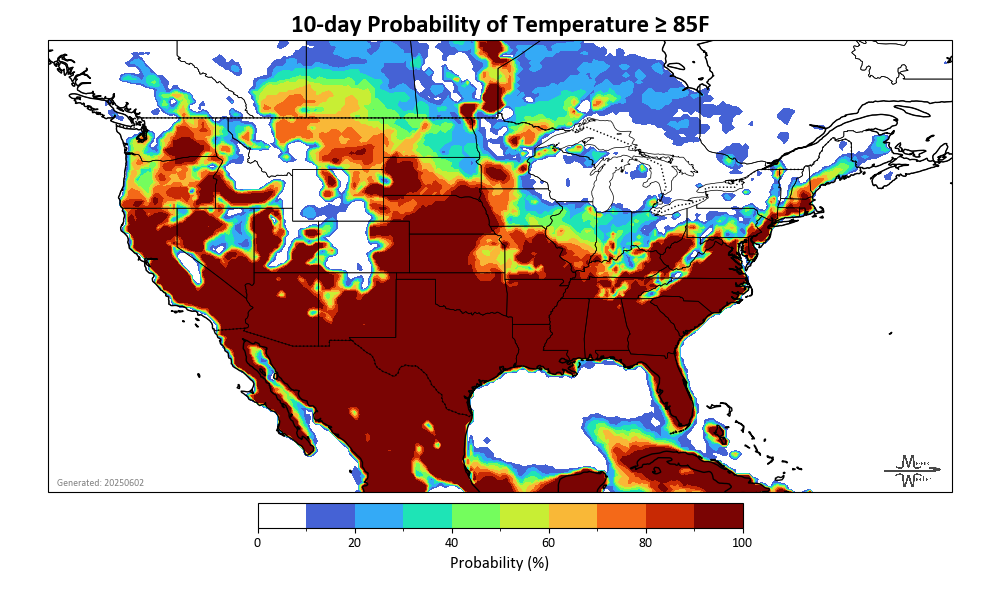 10-day Probability of Temperature ≥ 85F
Generated: 20250602
0 20 40 60 80 100
Probability (%)